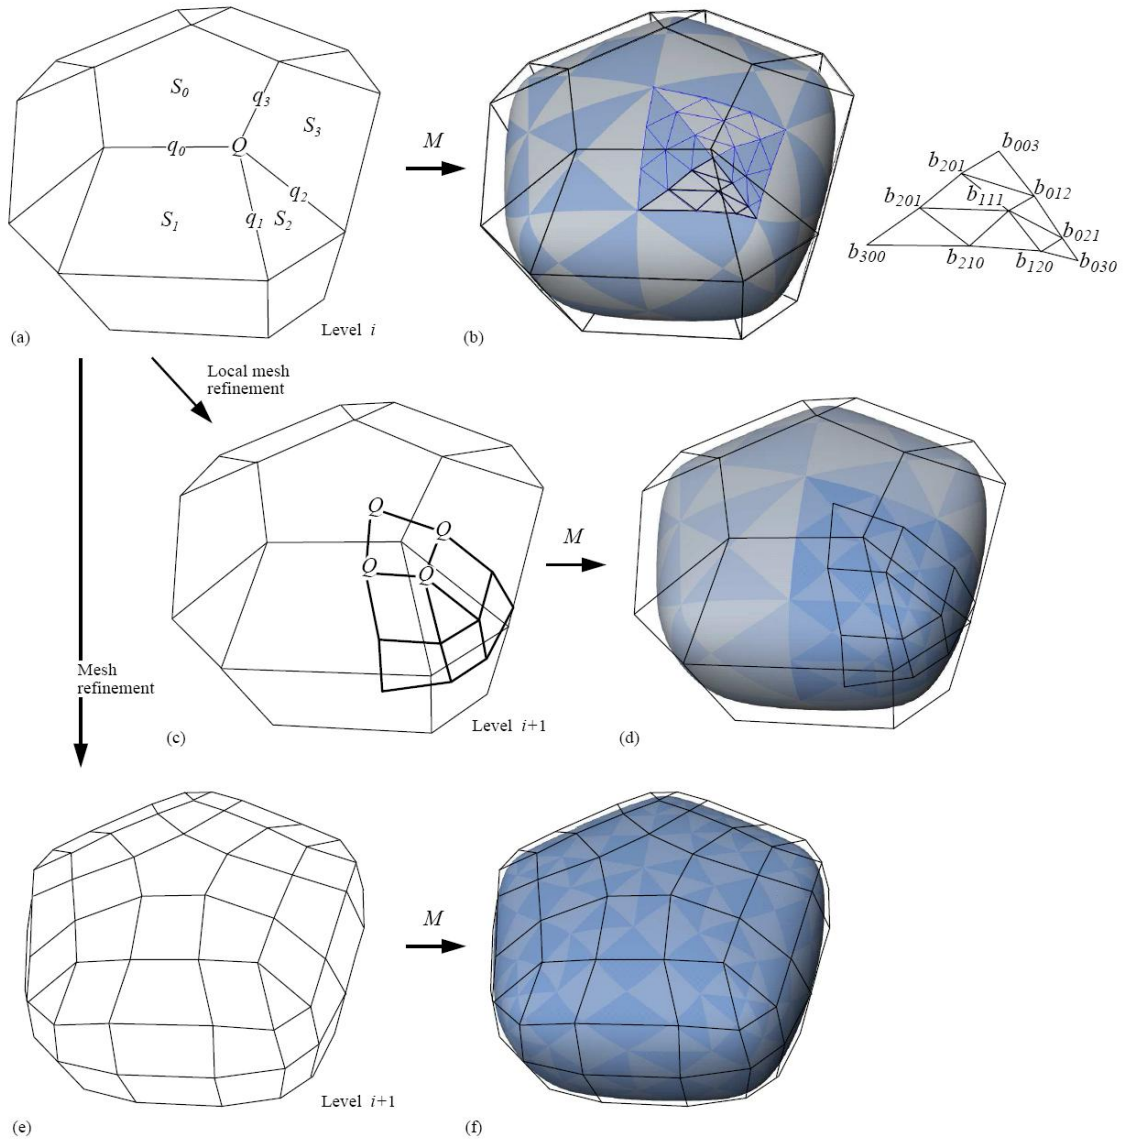 S₀
q₃
S₃
q₀
Q
q₂
S₁
q₁
S₂
(a)
Level i
M
(b)
b₀₀₃
b₂₀₁
b₀₁₂
b₁₁₁
b₂₀₁
b₀₂₁
b₃₀₀
b₂₁₀
b₁₂₀
b₀₃₀
Local mesh
refinement
Q
Q
Q
Q
(c)
Level i+1
M
(d)
Mesh
refinement
(e)
Level i+1
M
(f)